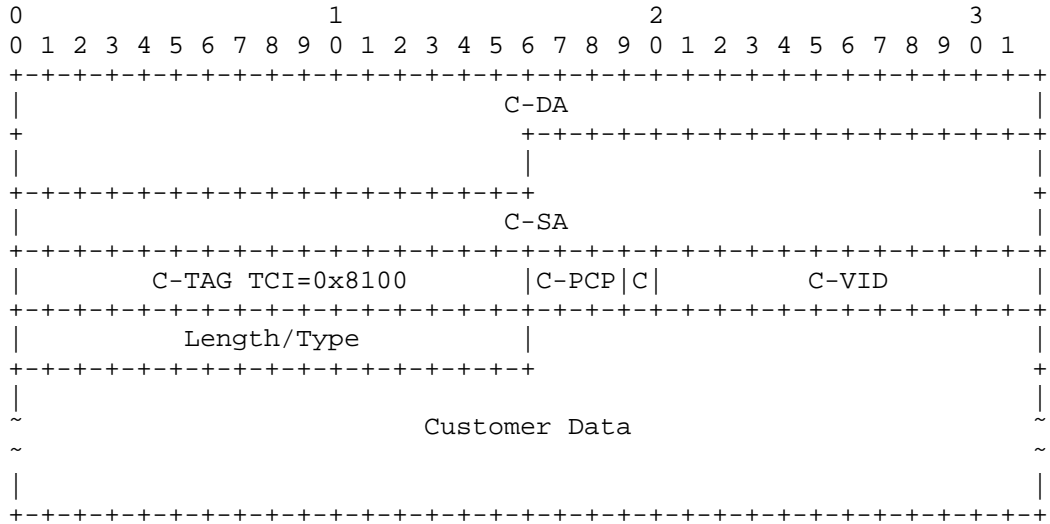 0                   1                   2                   3
0 1 2 3 4 5 6 7 8 9 0 1 2 3 4 5 6 7 8 9 0 1 2 3 4 5 6 7 8 9 0 1
+-+-+-+-+-+-+-+-+-+-+-+-+-+-+-+-+-+-+-+-+-+-+-+-+-+-+-+-+-+-+-+-+
|                              C-DA                             |
+                               +-+-+-+-+-+-+-+-+-+-+-+-+-+-+-+-+
|                               |                               |
+-+-+-+-+-+-+-+-+-+-+-+-+-+-+-+-+                               +
|                              C-SA                             |
+-+-+-+-+-+-+-+-+-+-+-+-+-+-+-+-+-+-+-+-+-+-+-+-+-+-+-+-+-+-+-+-+
|        C-TAG TCI=0x8100       |C-PCP|C|         C-VID         |
+-+-+-+-+-+-+-+-+-+-+-+-+-+-+-+-+-+-+-+-+-+-+-+-+-+-+-+-+-+-+-+-+
|          Length/Type          |                               |
+-+-+-+-+-+-+-+-+-+-+-+-+-+-+-+-+                               +
|                                                               |
~                         Customer Data                         ~
~                                                               ~
|                                                               |
+-+-+-+-+-+-+-+-+-+-+-+-+-+-+-+-+-+-+-+-+-+-+-+-+-+-+-+-+-+-+-+-+